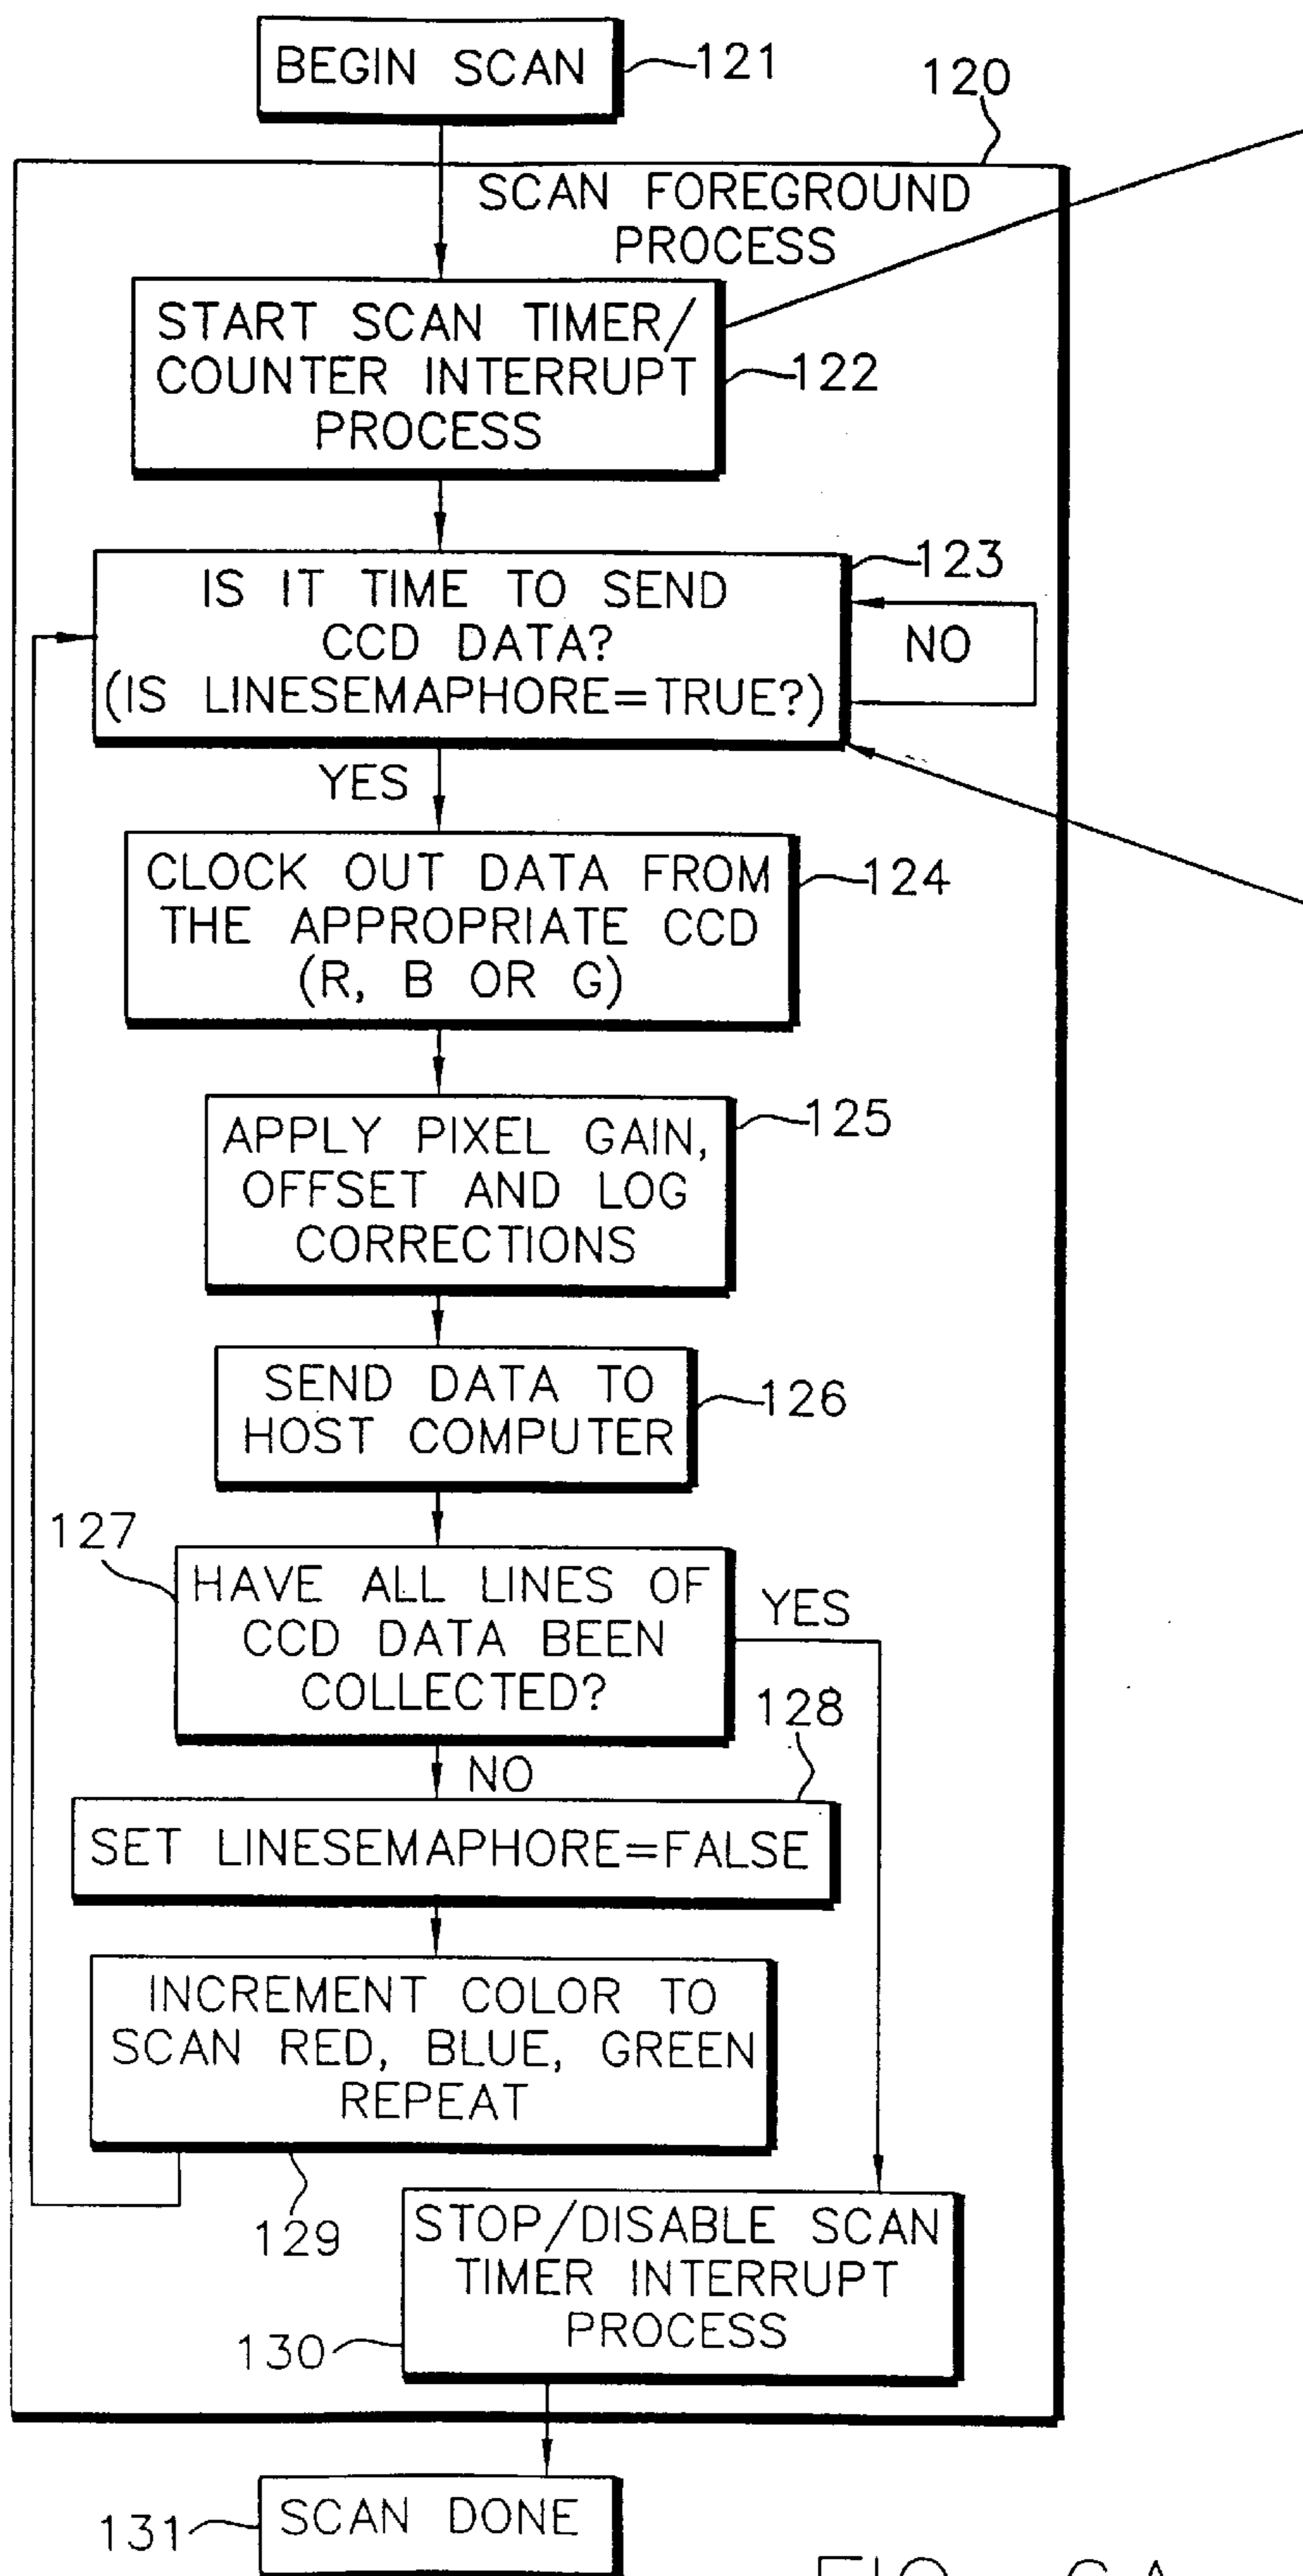 BEGIN SCAN
121
120
SCAN FOREGROUND
PROCESS
START SCAN TIMER/
COUNTER INTERRUPT
PROCESS
122
IS IT TIME TO SEND
CCD DATA?
(IS LINESEMAPHORE=TRUE?)
123
NO
YES
CLOCK OUT DATA FROM
THE APPROPRIATE CCD
(R, B OR G)
124
APPLY PIXEL GAIN,
OFFSET AND LOG
CORRECTIONS
125
SEND DATA TO
HOST COMPUTER
126
127
HAVE ALL LINES OF
CCD DATA BEEN
COLLECTED?
YES
128
NO
SET LINESEMAPHORE=FALSE
INCREMENT COLOR TO
SCAN RED, BLUE, GREEN
REPEAT
129
STOP/DISABLE SCAN
TIMER INTERRUPT
PROCESS
130
SCAN DONE
131